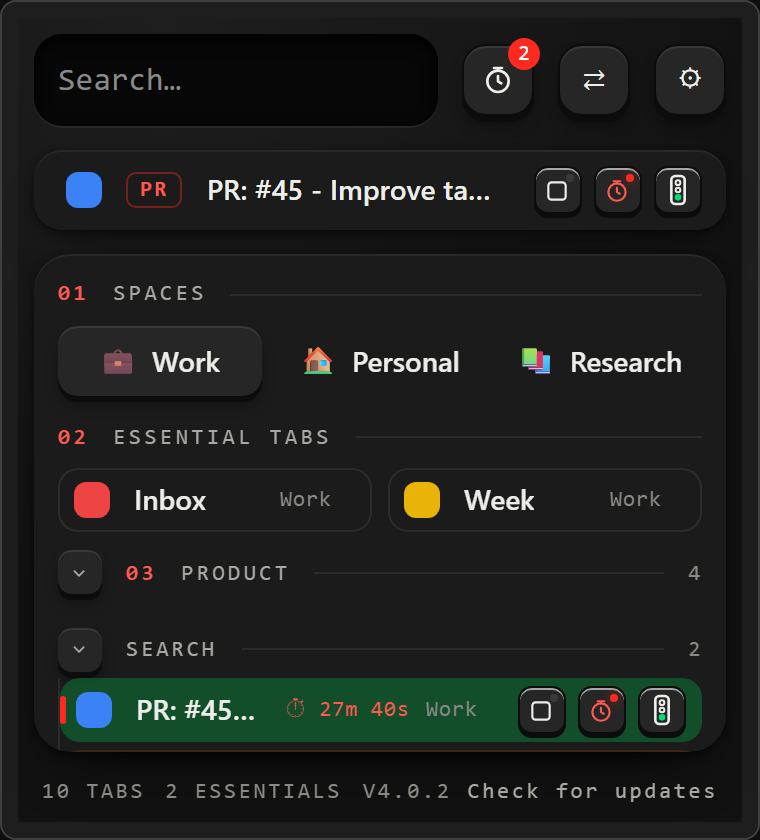 Search…
2
PR PR: #45 - Improve ta...
01 SPACES
Work Personal Research
02 ESSENTIAL TABS
Inbox Work Week Work
03 PRODUCT 4
SEARCH 2
PR: #45... 27m 40s Work
10 TABS 2 ESSENTIALS V4.0.2 Check for updates